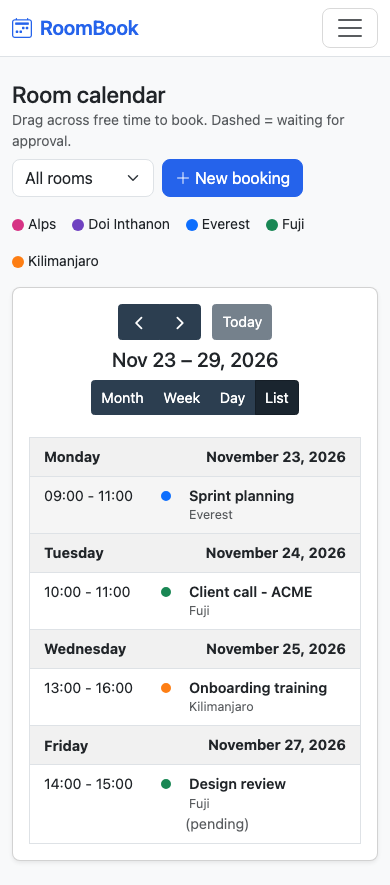 RoomBook
Room calendar
Drag across free time to book. Dashed = waiting for
approval.
All rooms
New booking
Alps Doi Inthanon Everest Fuji
Kilimanjaro
Today
Nov 23 – 29, 2026
Month Week Day List
Monday November 23, 2026
09:00 - 11:00 Sprint planning
Everest
Tuesday November 24, 2026
10:00 - 11:00 Client call - ACME
Fuji
Wednesday November 25, 2026
13:00 - 16:00 Onboarding training
Kilimanjaro
Friday November 27, 2026
14:00 - 15:00 Design review
Fuji
(pending)